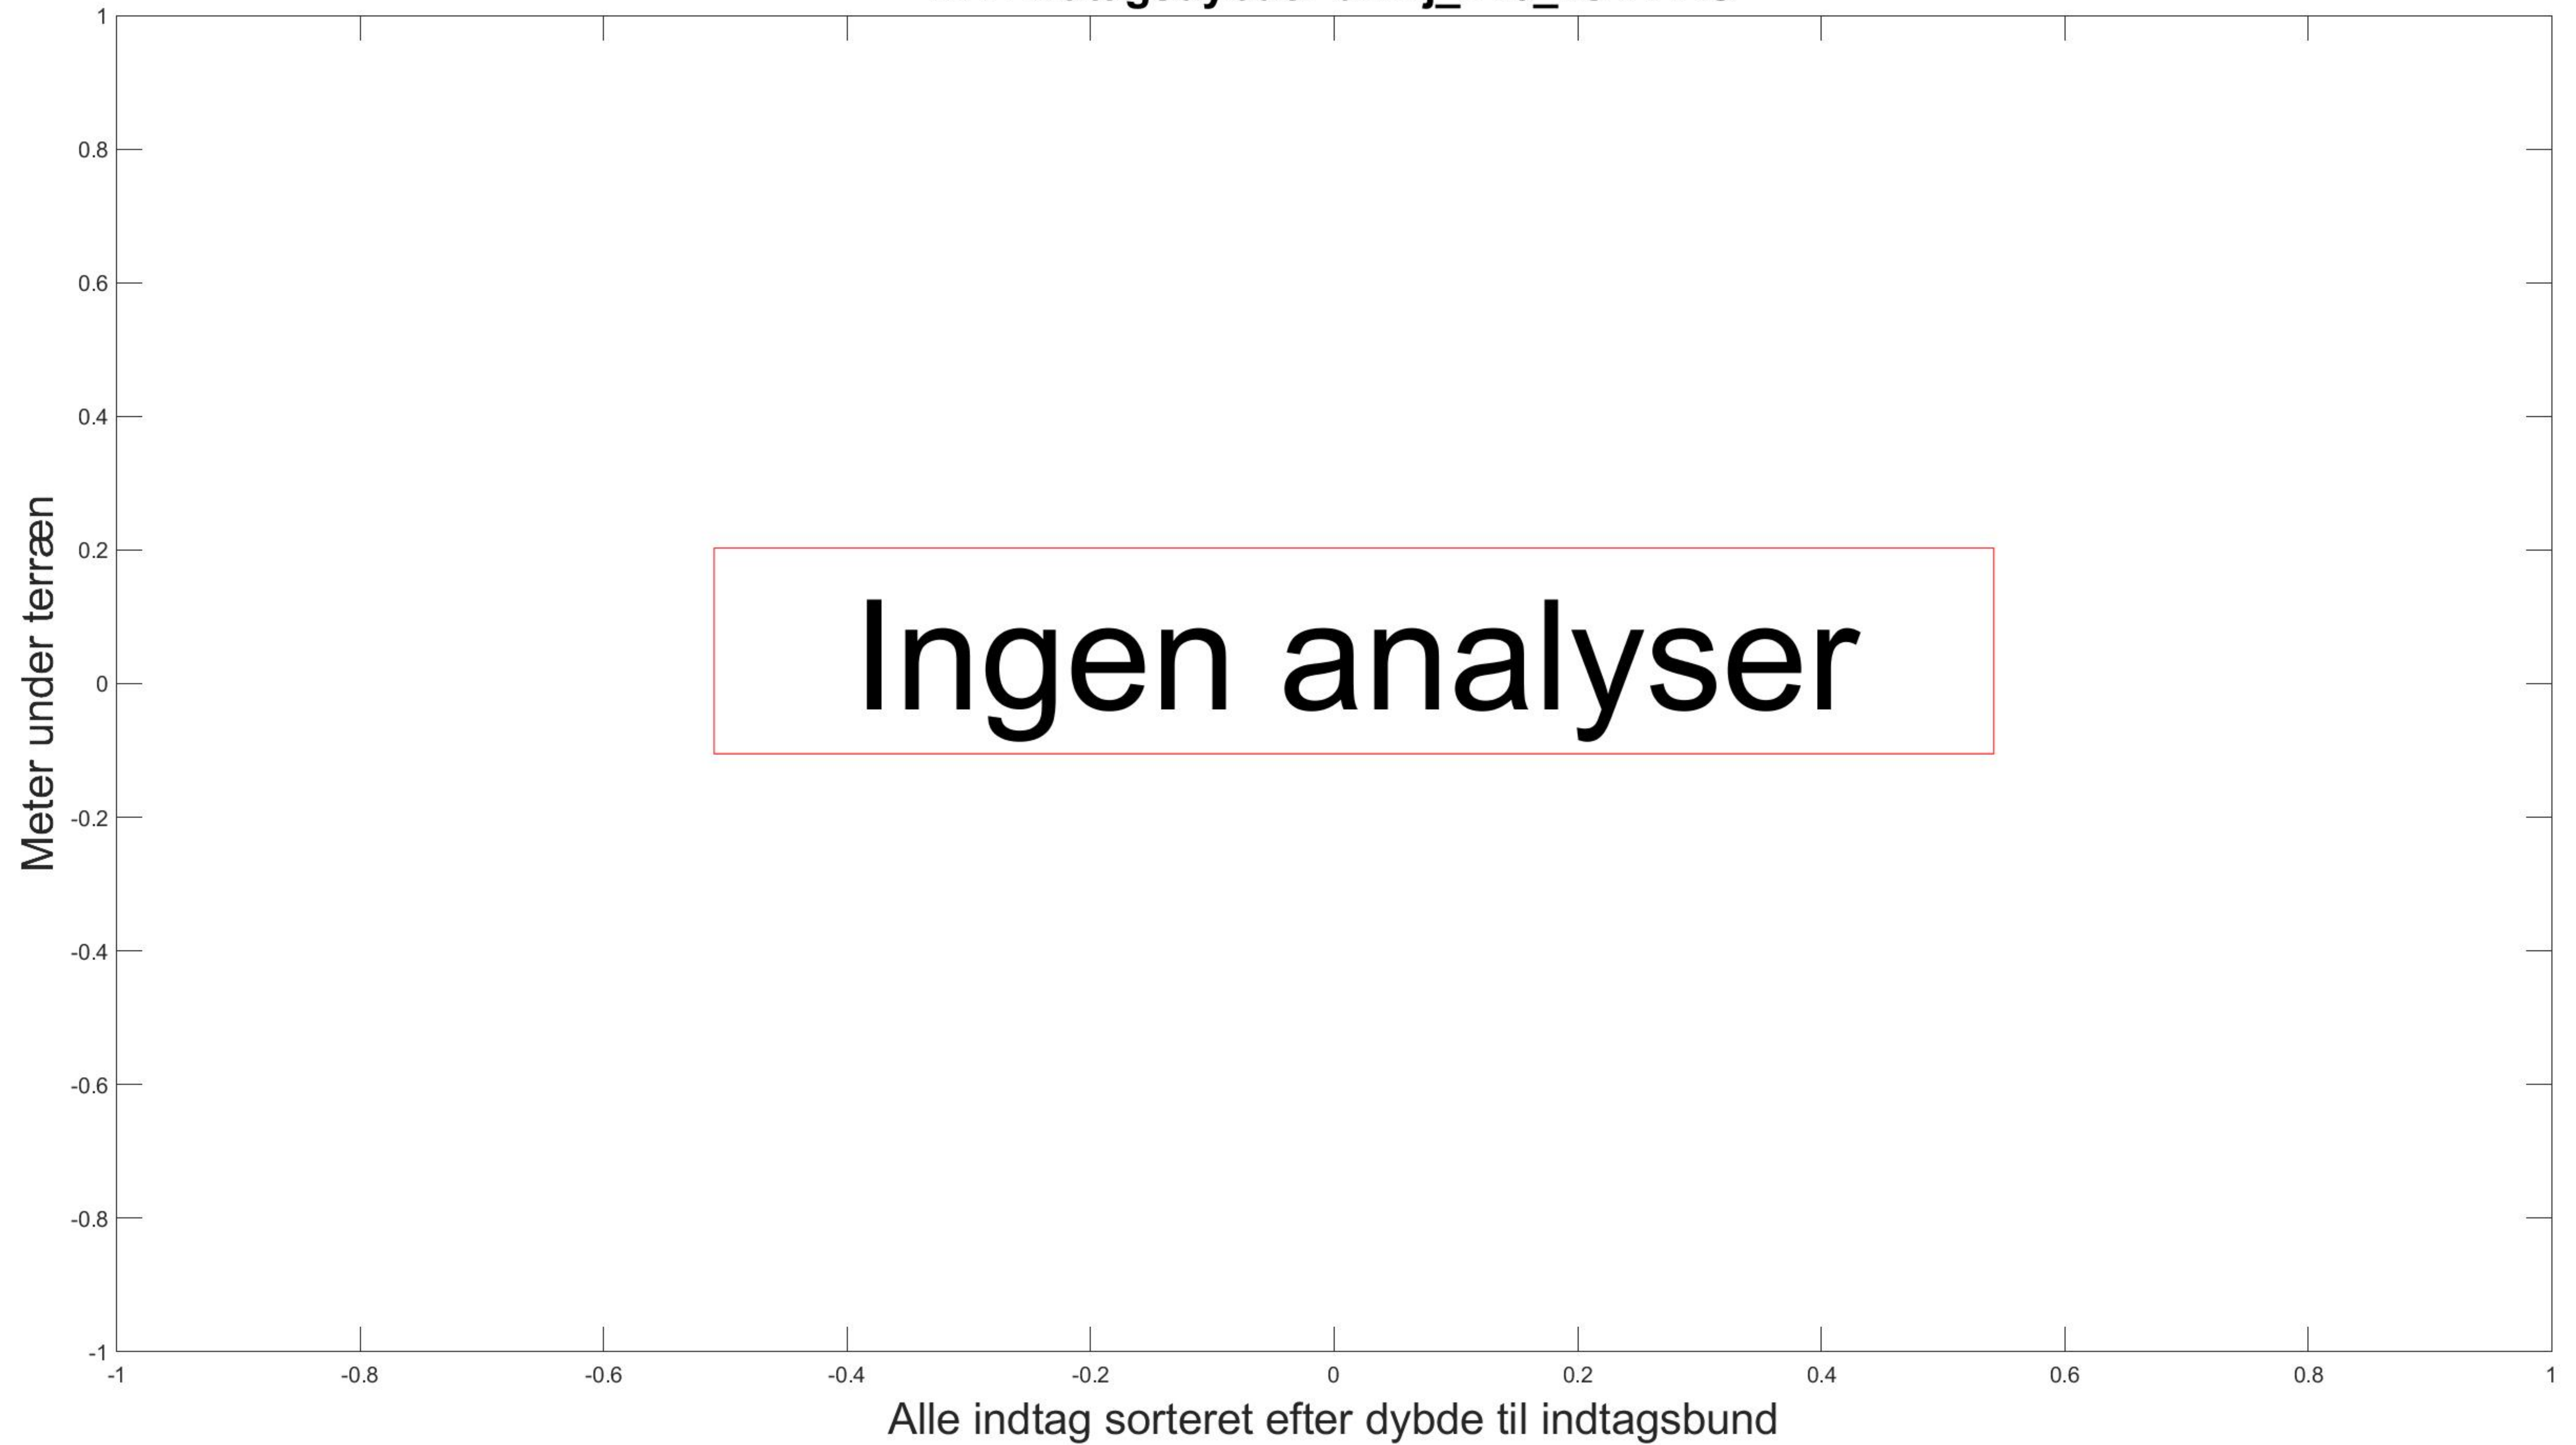 1
0.8
0.6
0.4
0.2
0
-0.2
-0.4
-0.6
-0.8
-1
Meter under terræn
Ingen analyser
-1 -0.8 -0.6 -0.4 -0.2 0 0.2 0.4 0.6 0.8 1
Alle indtag sorteret efter dybde til indtagsbund